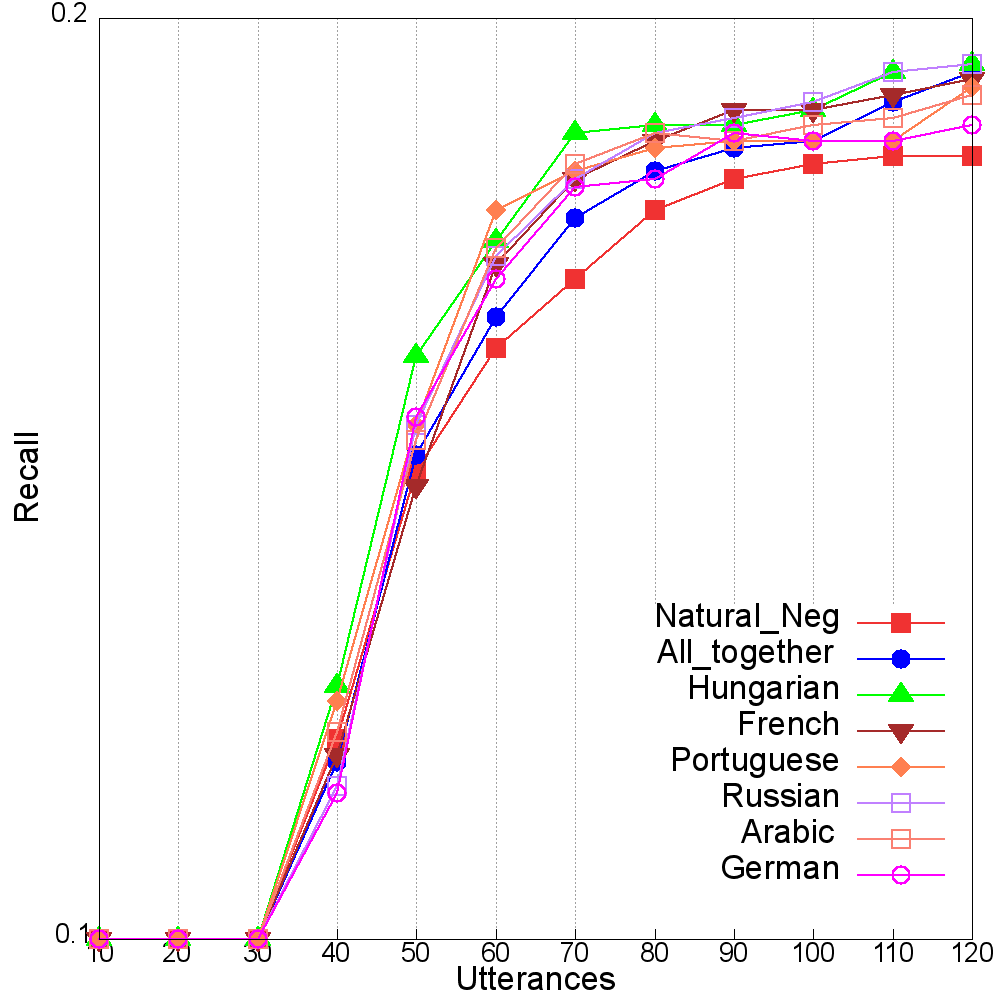 0.2
Recall
Natural_Neg
All_together
Hungarian
French
Portuguese
Russian
Arabic
German
0.1
10 20 30 40 50 60 70 80 90 100 110 120
Utterances